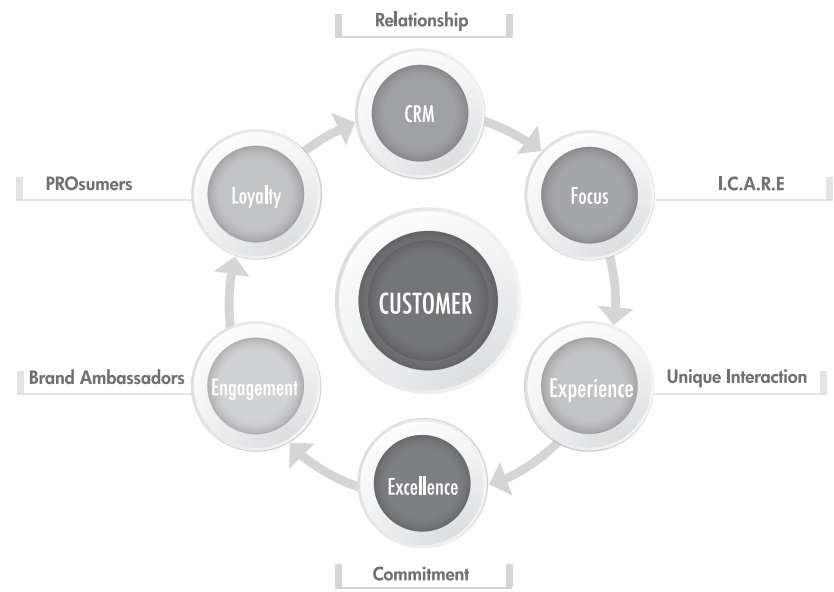 Relationship
CRM
PROsumers
Loyalty
Focus
I.C.A.R.E
CUSTOMER
Brand Ambassadors
Engagement
Experience
Unique Interaction
Excellence
Commitment